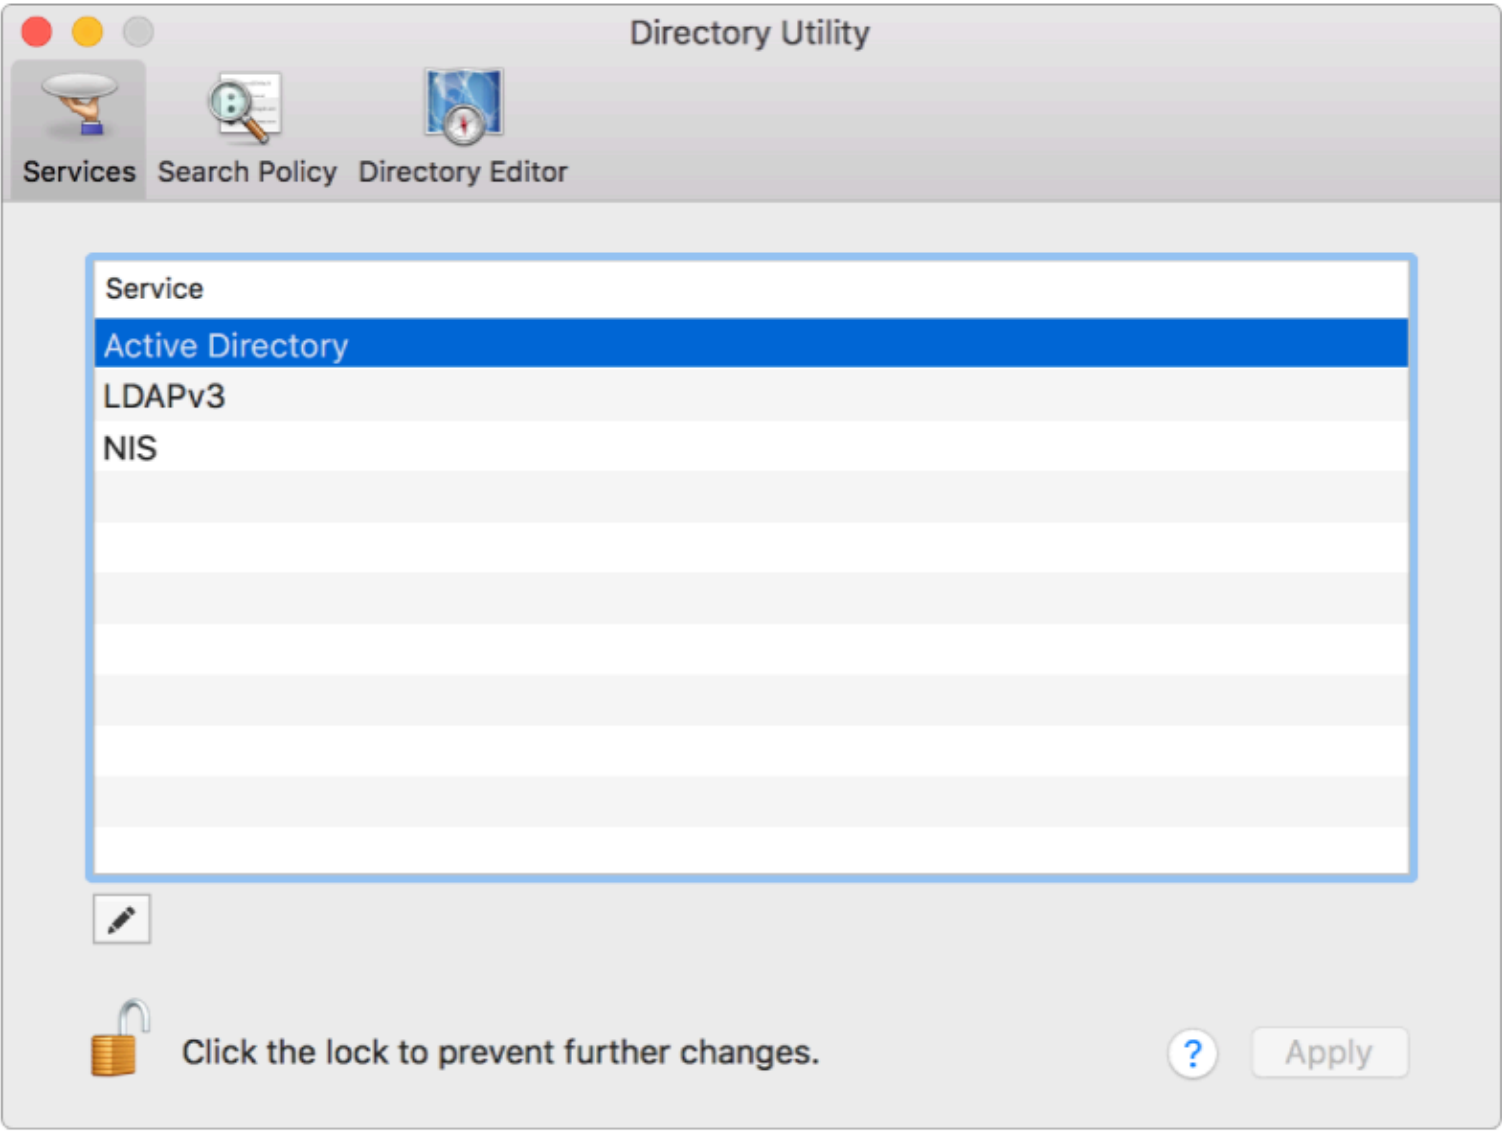 Directory Utility
Services
Search Policy
Directory Editor
Service
Active Directory
LDAPv3
NIS
Click the lock to prevent further changes.
?
Apply